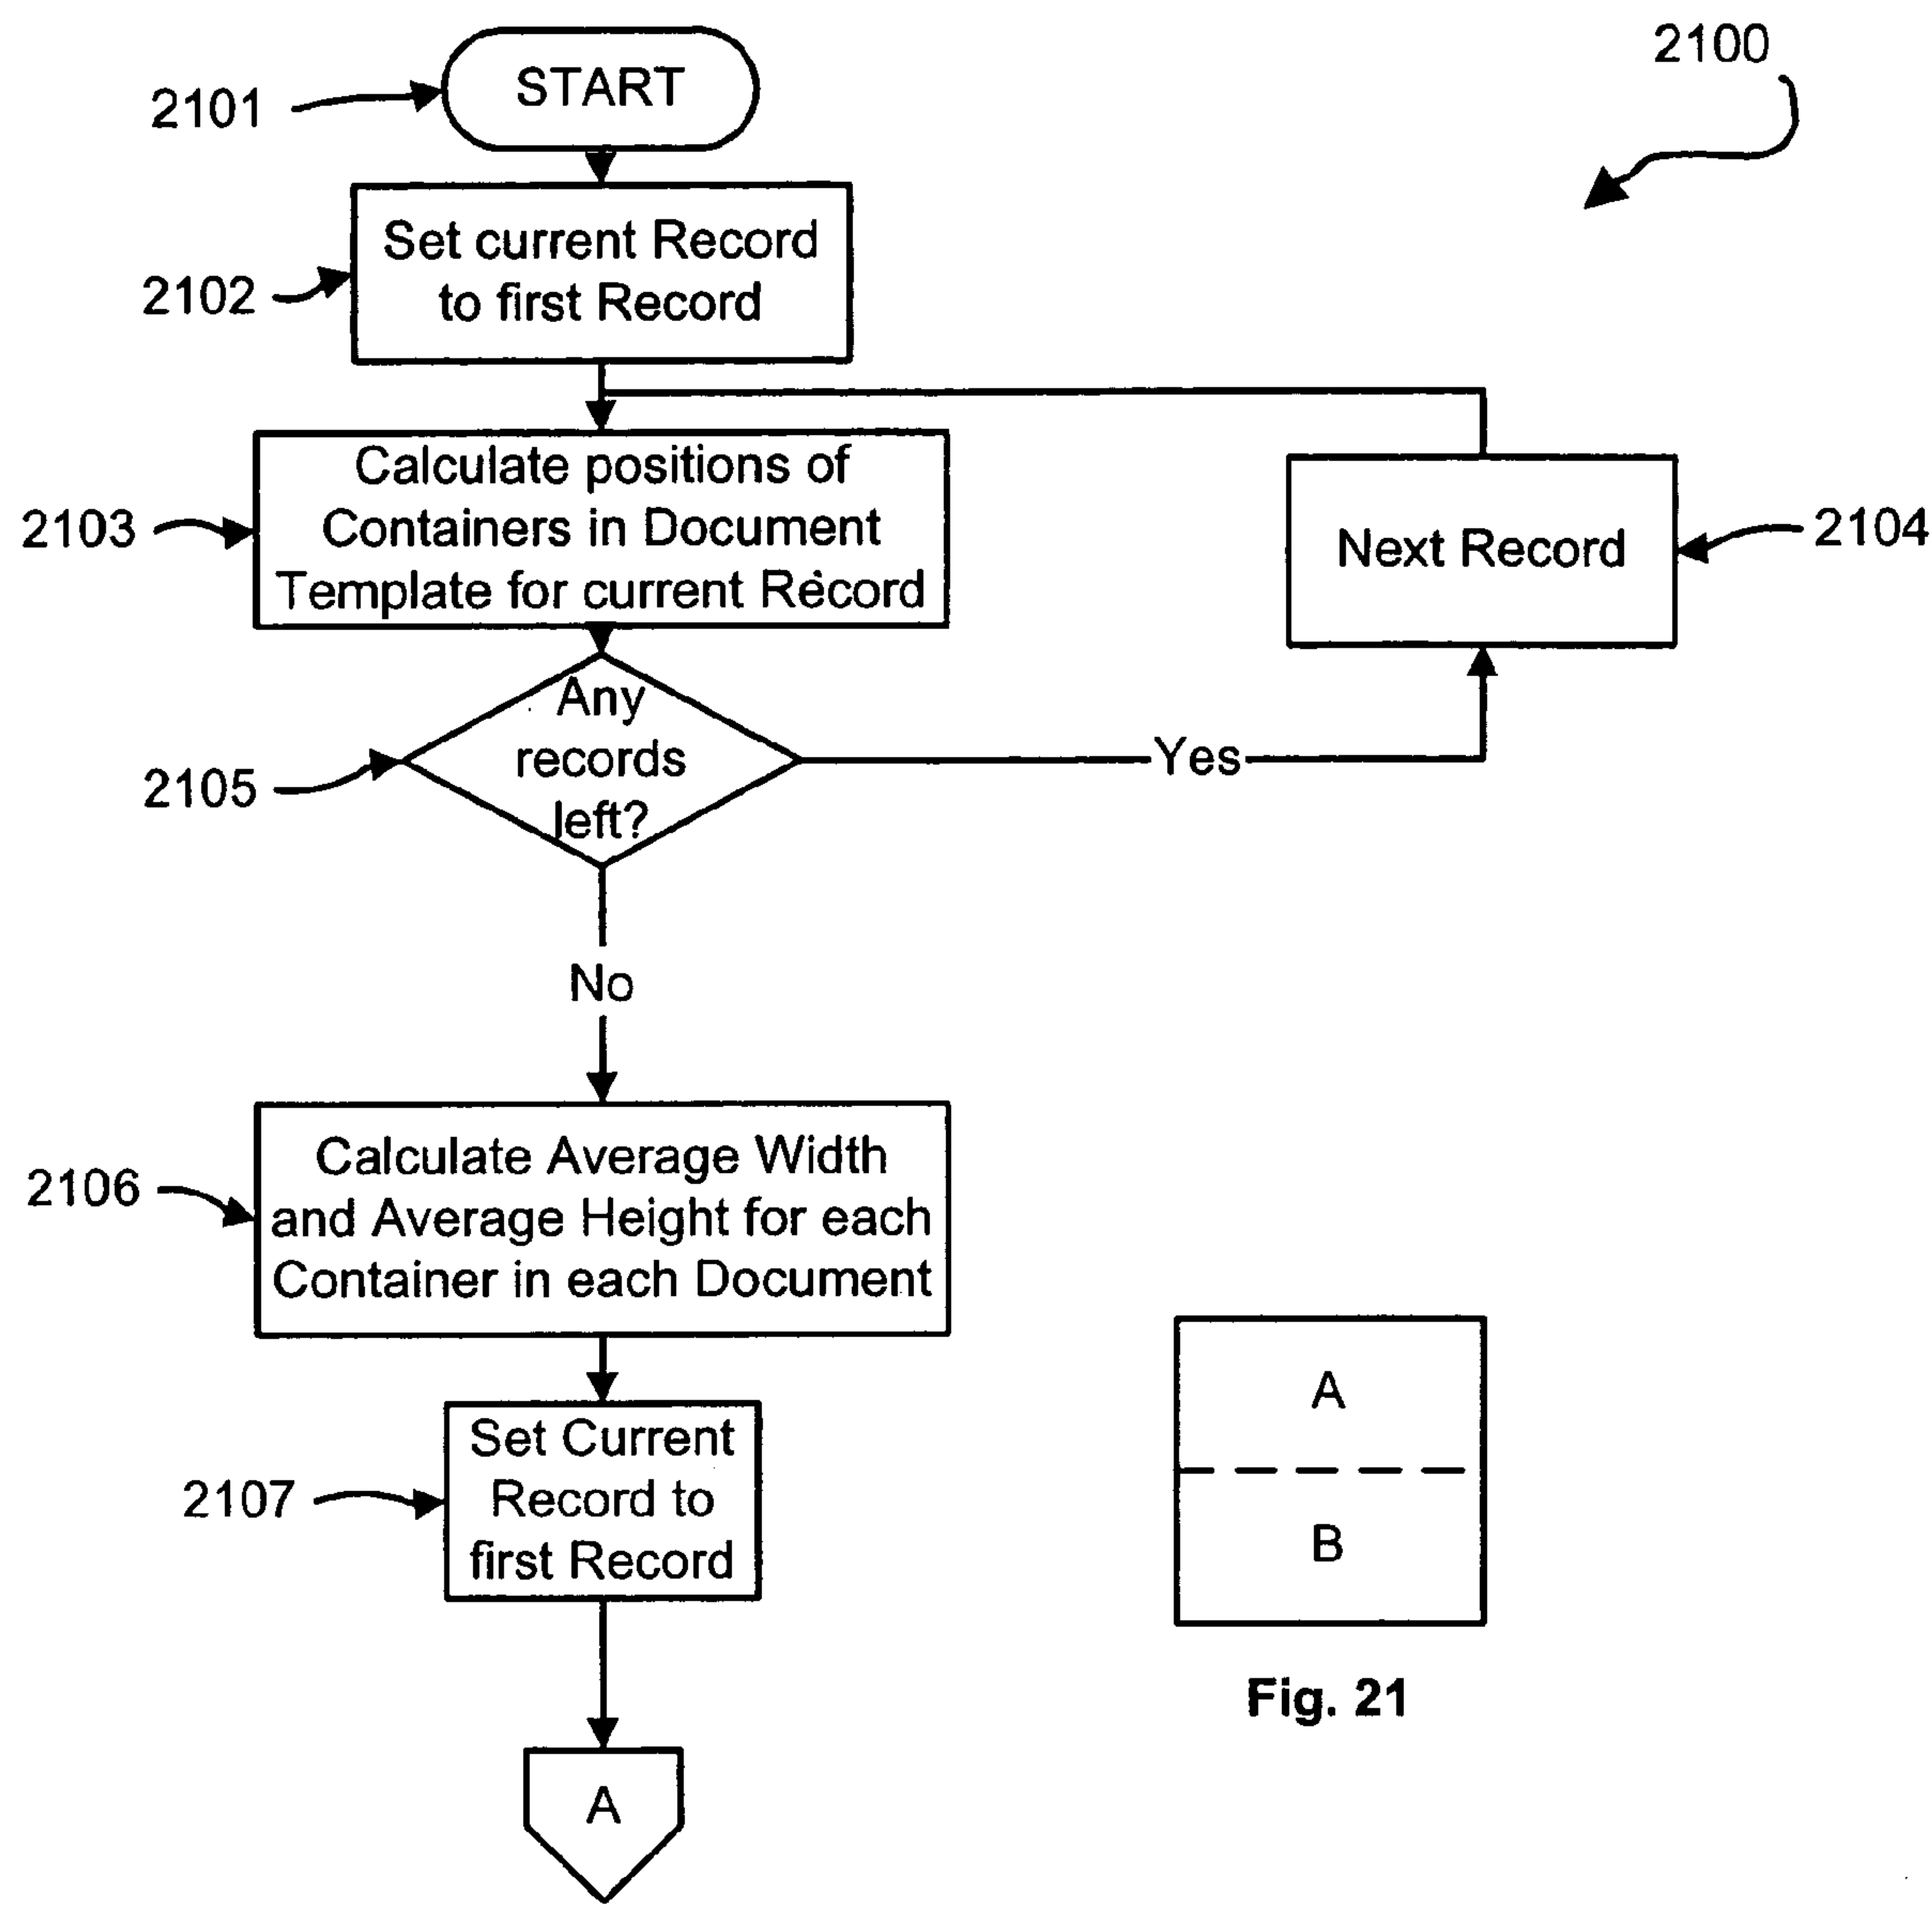 2100
2101
START
2102
Set current Record
to first Record
2103
Calculate positions of
Containers in Document
Template for current Record
Next Record
2104
2105
Any
records
left?
Yes
No
2106
Calculate Average Width
and Average Height for each
Container in each Document
2107
Set Current
Record to
first Record
A
A
B
Fig. 21